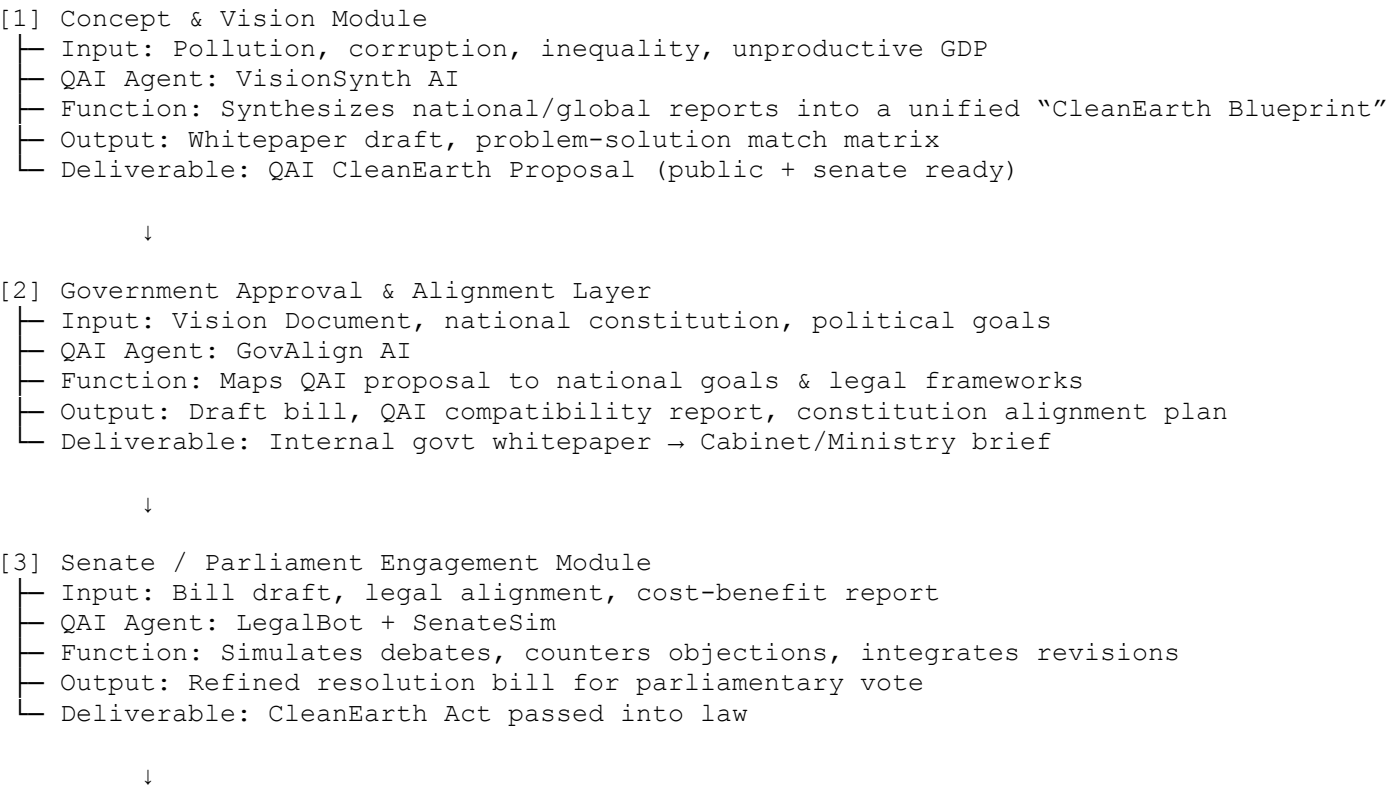 [1] Concept & Vision Module
├─ Input: Pollution, corruption, inequality, unproductive GDP
├─ QAI Agent: VisionSynth AI
├─ Function: Synthesizes national/global reports into a unified “CleanEarth Blueprint”
├─ Output: Whitepaper draft, problem-solution match matrix
└─ Deliverable: QAI CleanEarth Proposal (public + senate ready)
↓
[2] Government Approval & Alignment Layer
├─ Input: Vision Document, national constitution, political goals
├─ QAI Agent: GovAlign AI
├─ Function: Maps QAI proposal to national goals & legal frameworks
├─ Output: Draft bill, QAI compatibility report, constitution alignment plan
└─ Deliverable: Internal govt whitepaper → Cabinet/Ministry brief
↓
[3] Senate / Parliament Engagement Module
├─ Input: Bill draft, legal alignment, cost-benefit report
├─ QAI Agent: LegalBot + SenateSim
├─ Function: Simulates debates, counters objections, integrates revisions
├─ Output: Refined resolution bill for parliamentary vote
└─ Deliverable: CleanEarth Act passed into law
↓